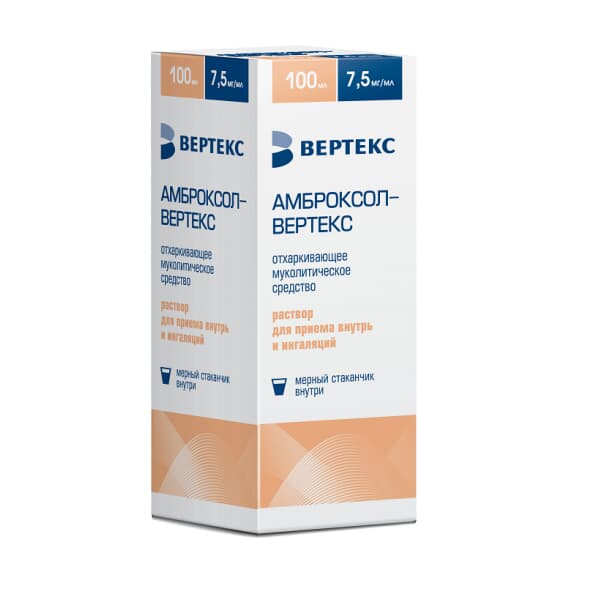 100 мл 7,5 мг/мл
ВЕРТЕКС
АМБРОКСОЛ-
ВЕРТЕКС
отхаркивающее
муколитическое
средство
раствор
для приема внутрь
и ингаляций
мерный стаканчик
внутри
100 мл 7,5 мг/мл
ВЕРТЕКС
АМБРОКСОЛ-
ВЕРТЕКС
отхаркивающее
муколитическое
средство
раствор
для приема внутрь
и ингаляций
мерный стаканчик
внутри